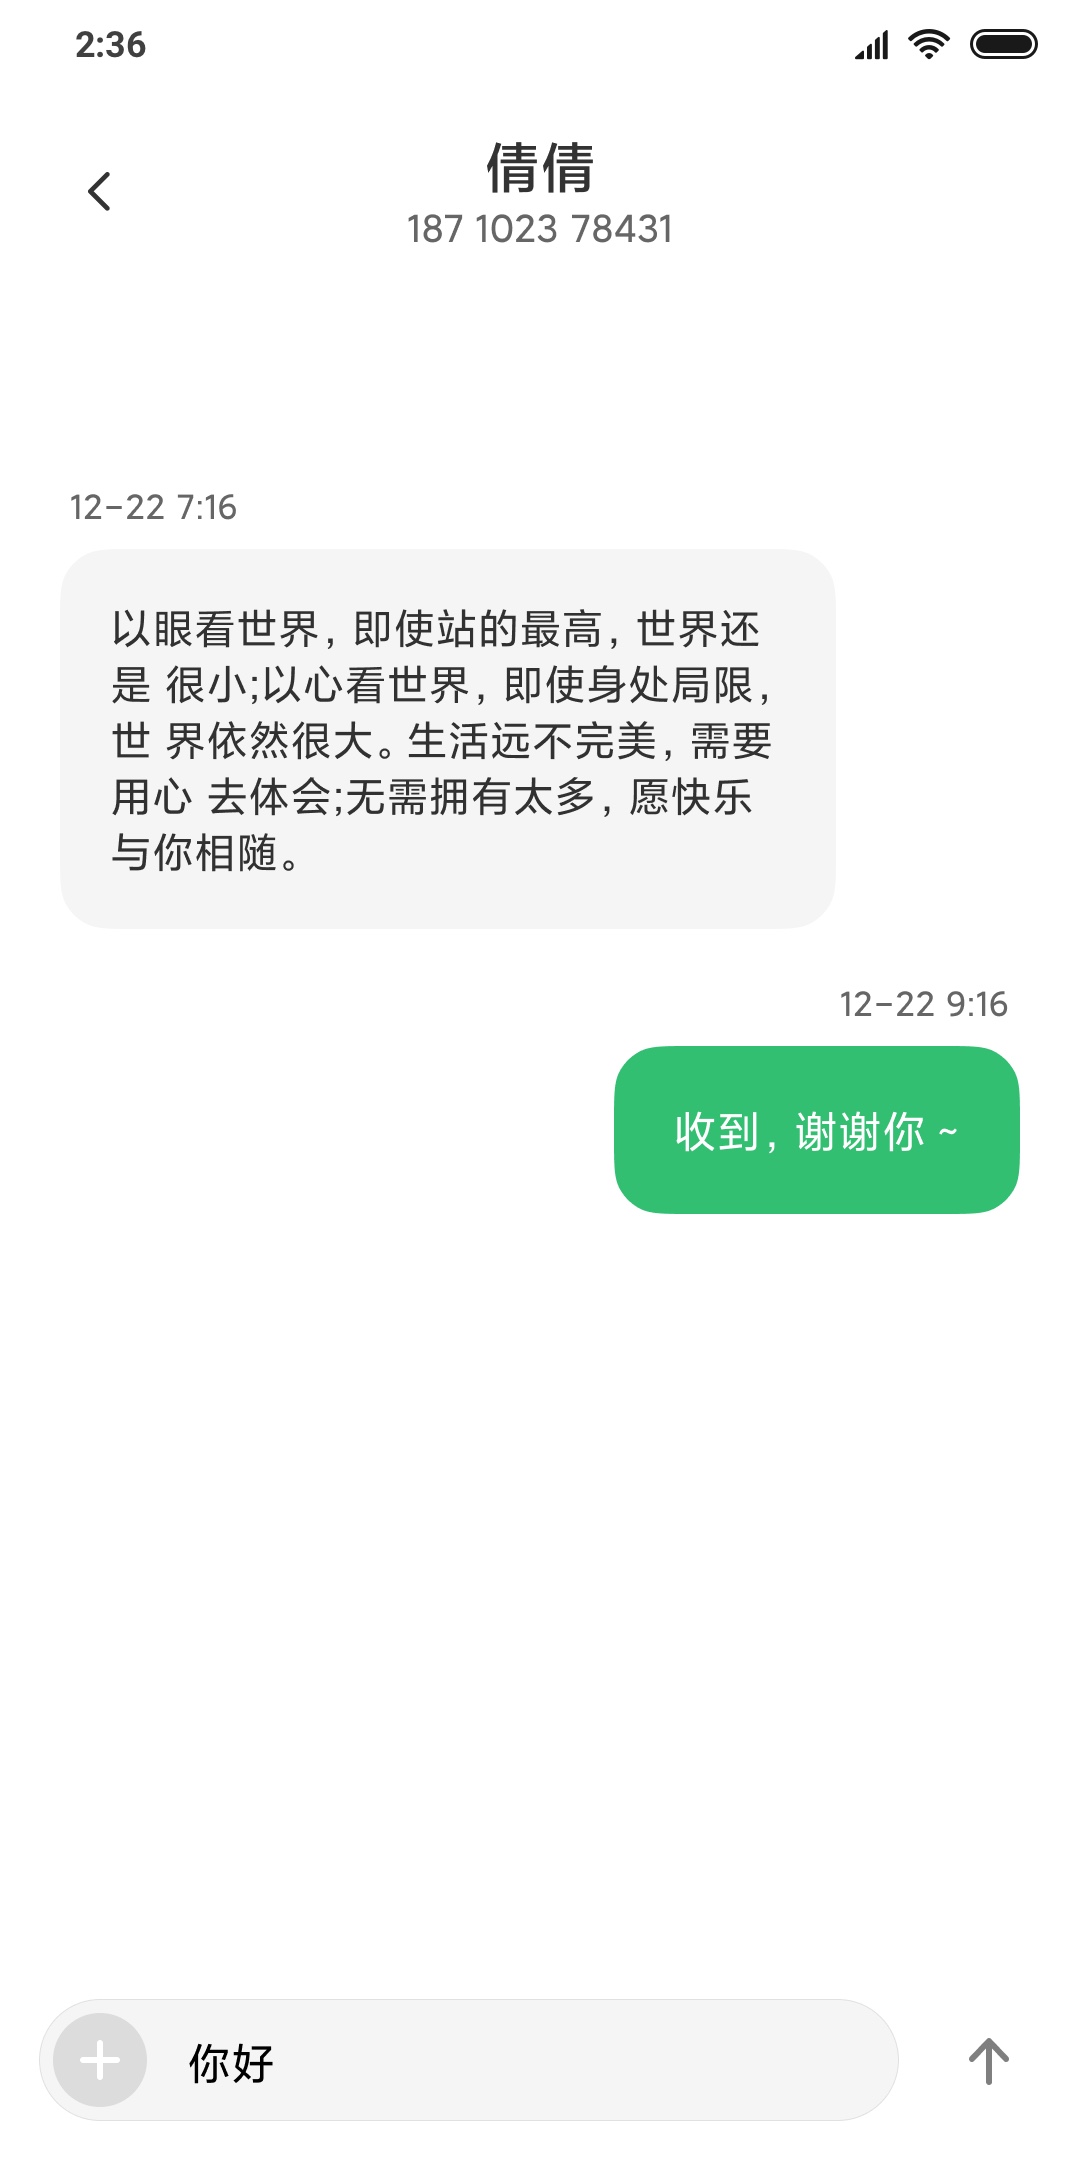 2:36
倩倩
187 1023 78431
12-22 7:16
以眼看世界, 即使站的最高, 世界还
是 很小;以心看世界, 即使身处局限,
世 界依然很大。生活远不完美, 需要
用心 去体会;无需拥有太多, 愿快乐
与你相随。
12-22 9:16
收到, 谢谢你 ~
你好